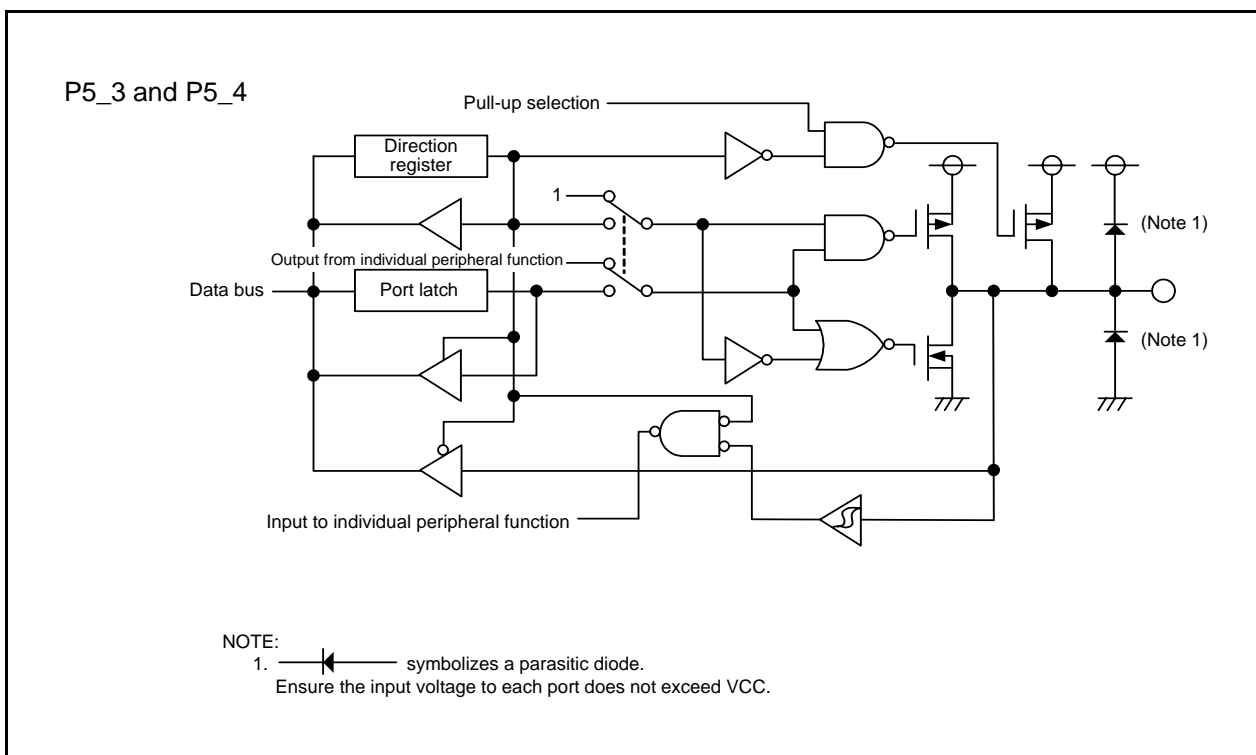 P5_3 and P5_4
Pull-up selection
Direction
register
1
(Note 1)
Output from individual peripheral function
Data bus
Port latch
(Note 1)
Input to individual peripheral function
NOTE:
1. symbolizes a parasitic diode.
Ensure the input voltage to each port does not exceed VCC.